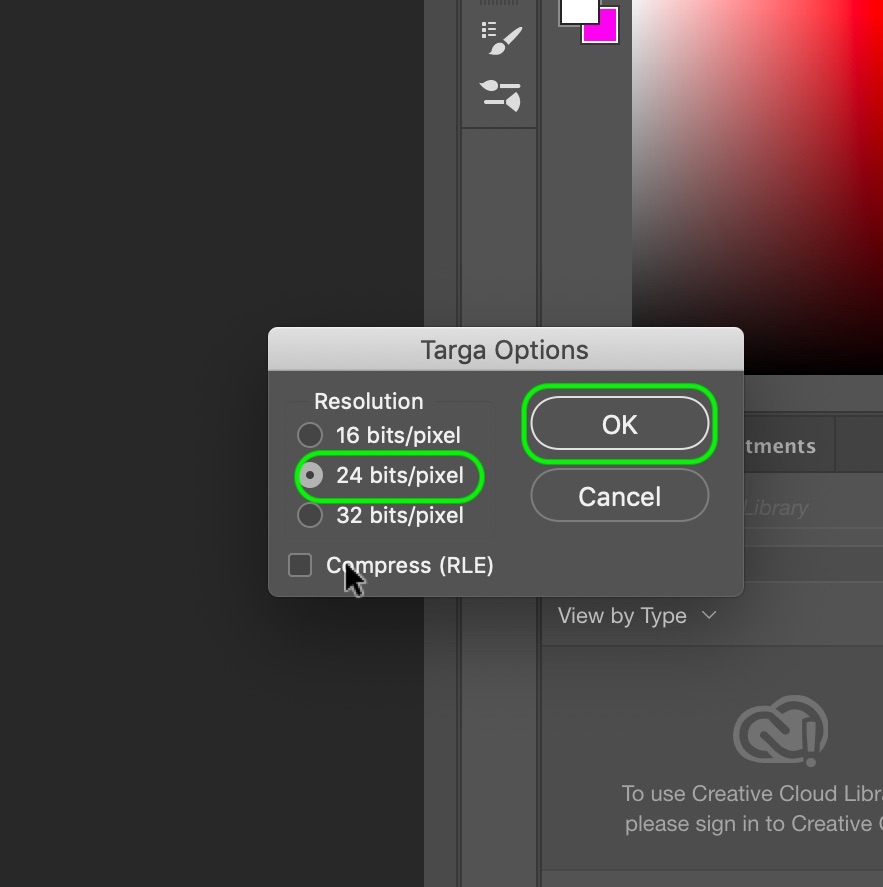 Targa Options
Resolution
16 bits/pixel
24 bits/pixel
32 bits/pixel
Compress (RLE)
OK
Cancel
tments
Library
View by Type
To use Creative Cloud Libr
please sign in to Creative